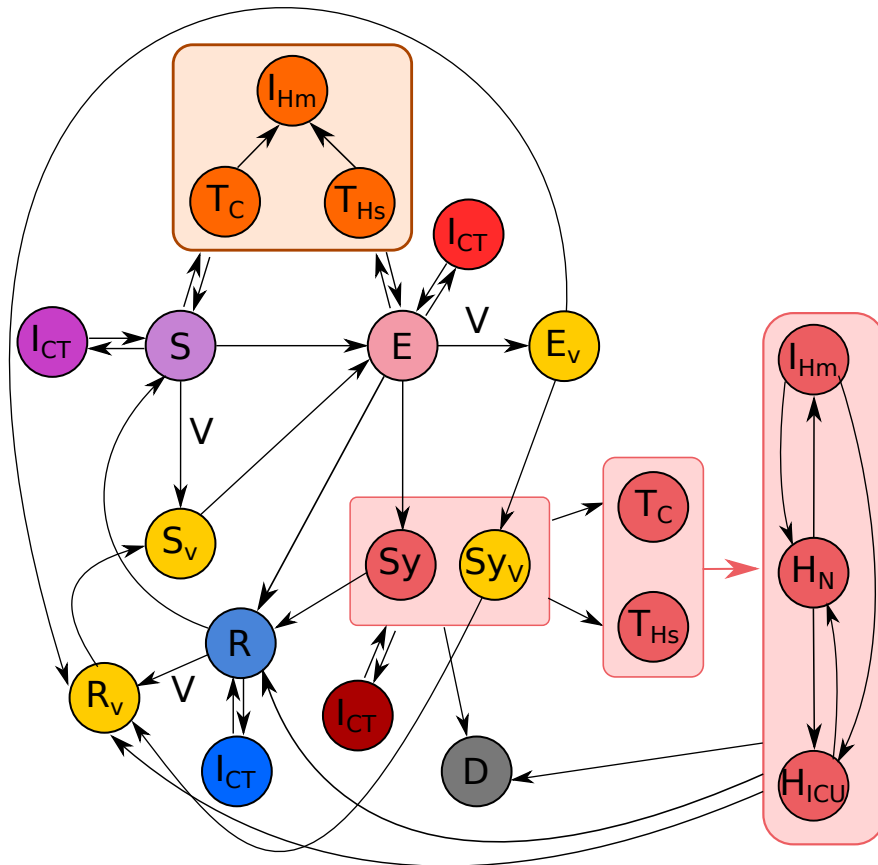 I_Hm
T_C T_Hs
I_CT
I_CT S E V E_v
I_Hm
V
T_C
S_v Sy Sy_V H_N
T_Hs
R
R_v V I_CT
I_CT D H_ICU